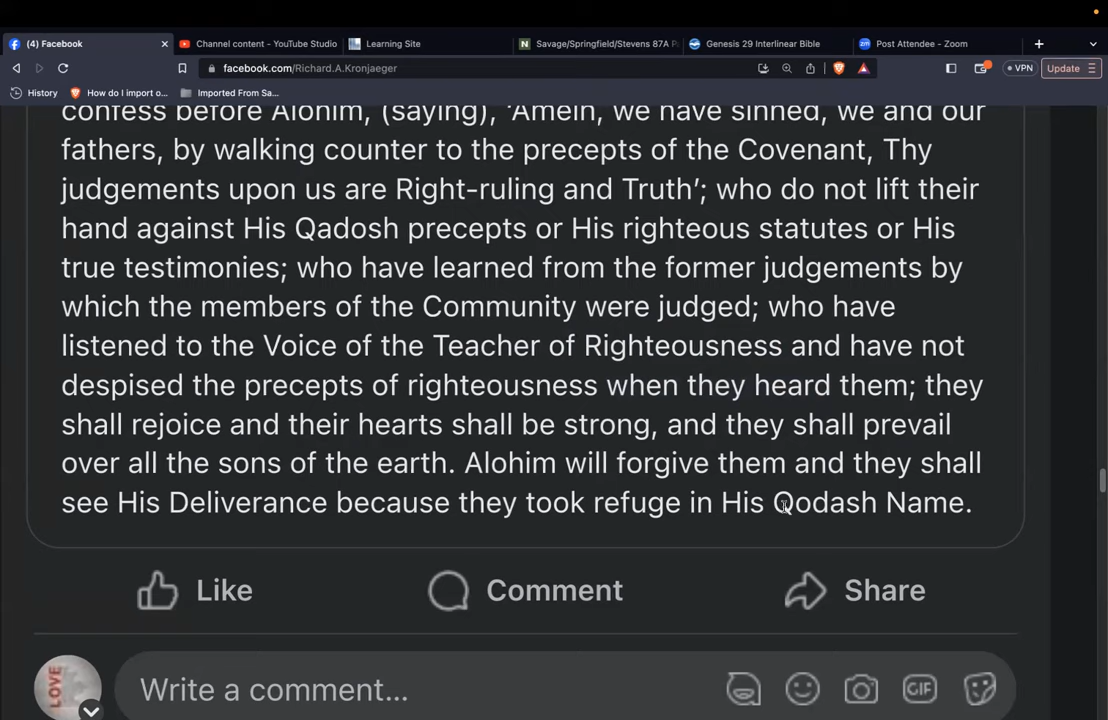 (4) Facebook
Channel content - YouTube Studio
Learning Site
Savage/Springfield/Stevens 87A P
Genesis 29 Interlinear Bible
Post Attendee - Zoom
facebook.com/Richard.A.Kronjaeger
VPN
Update
History
How do I import o...
Imported From Sa...
confess before Alohim, (saying), ‘Amein, we have sinned, we and our
fathers, by walking counter to the precepts of the Covenant, Thy
judgements upon us are Right-ruling and Truth’; who do not lift their
hand against His Qadosh precepts or His righteous statutes or His
true testimonies; who have learned from the former judgements by
which the members of the Community were judged; who have
listened to the Voice of the Teacher of Righteousness and have not
despised the precepts of righteousness when they heard them; they
shall rejoice and their hearts shall be strong, and they shall prevail
over all the sons of the earth. Alohim will forgive them and they shall
see His Deliverance because they took refuge in His Qodash Name.
Like
Comment
Share
LOVE
Write a comment...
GIF